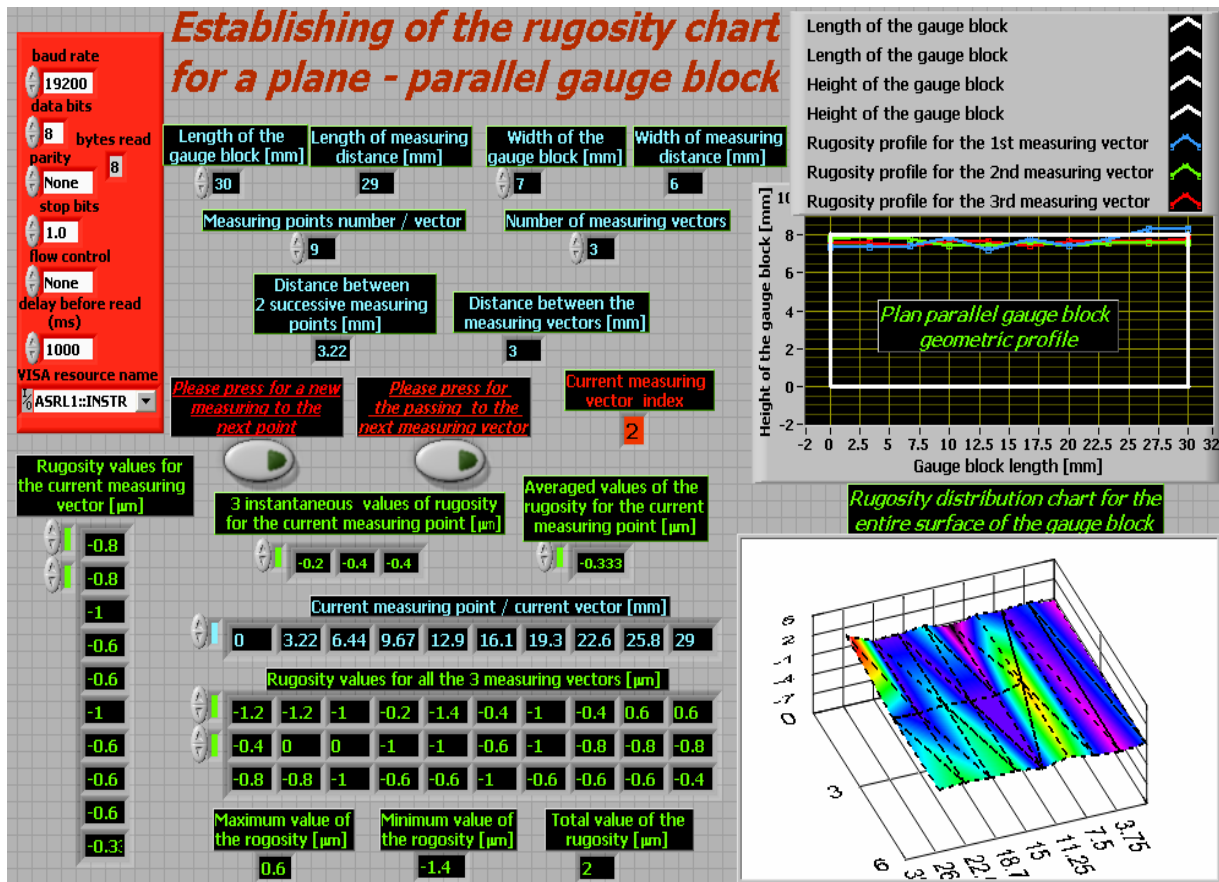 Establishing of the rugosity chart
for a plane - parallel gauge block
baud rate
19200
data bits
8
bytes read
8
parity
None
stop bits
1.0
flow control
None
delay before read
(ms)
1000
VISA resource name
ASRL1::INSTR
Length of the
gauge block [mm]
30
Length of measuring
distance [mm]
29
Width of the
gauge block [mm]
7
Width of measuring
distance [mm]
6
Measuring points number / vector
9
Number of measuring vectors
3
Distance between
2 successive measuring
points [mm]
3.22
Distance between the
measuring vectors [mm]
3
Please press for a new
measuring to the
next point
Please press for
the passing to the
next measuring vector
Current measuring
vector index
2
Length of the gauge block
Length of the gauge block
Height of the gauge block
Height of the gauge block
Rugosity profile for the 1st measuring vector
Rugosity profile for the 2nd measuring vector
Rugosity profile for the 3rd measuring vector
Height of the gauge block [mm]
10
8
6
4
2
0
-2
Plan parallel gauge block
geometric profile
-2 0 2.5 5 7.5 10 12.5 15 17.5 20 22.5 25 27.5 30 32
Gauge block length [mm]
Rugosity values for
the current measuring
vector [µm]
-0.8
-0.8
-1
-0.6
-0.6
-1
-0.6
-0.6
-0.6
3 instantaneous values of rugosity
for the current measuring point [µm]
-0.2 -0.4 -0.4
Averaged values of the
rugosity for the current
measuring point [µm]
-0.333
Current measuring point / current vector [mm]
0 3.22 6.44 9.67 12.9 16.1 19.3 22.6 25.8 29
Rugosity values for all the 3 measuring vectors [µm]
-1.2 -1.2 -1 -0.2 -1.4 -0.4 -1 -0.4 0.6 0.6
-0.4 0 0 -1 -1 -0.6 -1 -0.8 -0.8 -0.8
-0.8 -0.8 -1 -0.6 -0.6 -1 -0.6 -0.6 -0.6 -0.4
Maximum value of
the rogosity [µm]
0.6
Minimum value of
the rogosity [µm]
-1.4
Total value of the
rugosity [µm]
2
Rugosity distribution chart for the
entire surface of the gauge block
5
2
-1
-4
-7
0
3
6
15
11.25
7.5
3.75